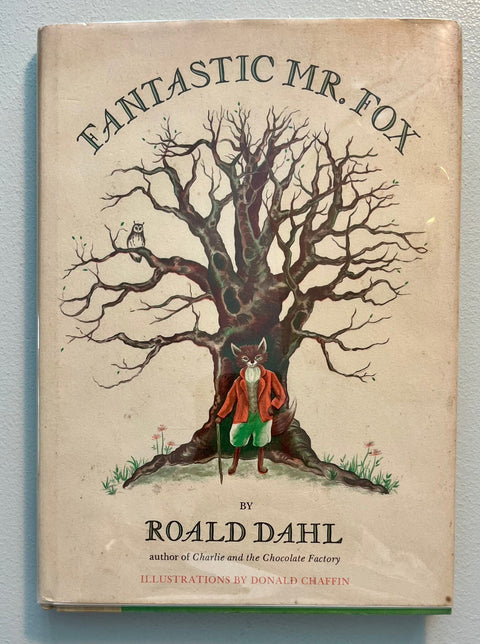 FANTASTIC MR. FOX
BY
ROALD DAHL
author of Charlie and the Chocolate Factory
ILLUSTRATIONS BY DONALD CHAFFIN